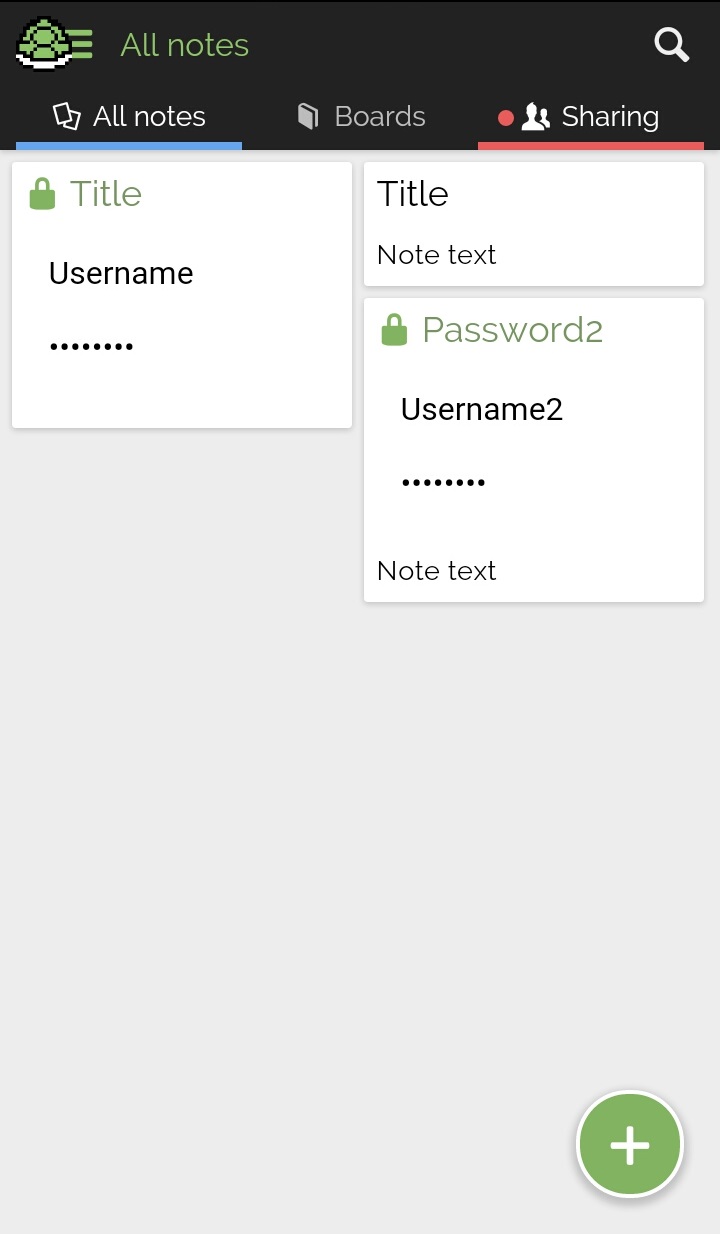 All notes
All notes
Boards
Sharing
Title
Username
••••••••
Title
Note text
Password2
Username2
••••••••
Note text